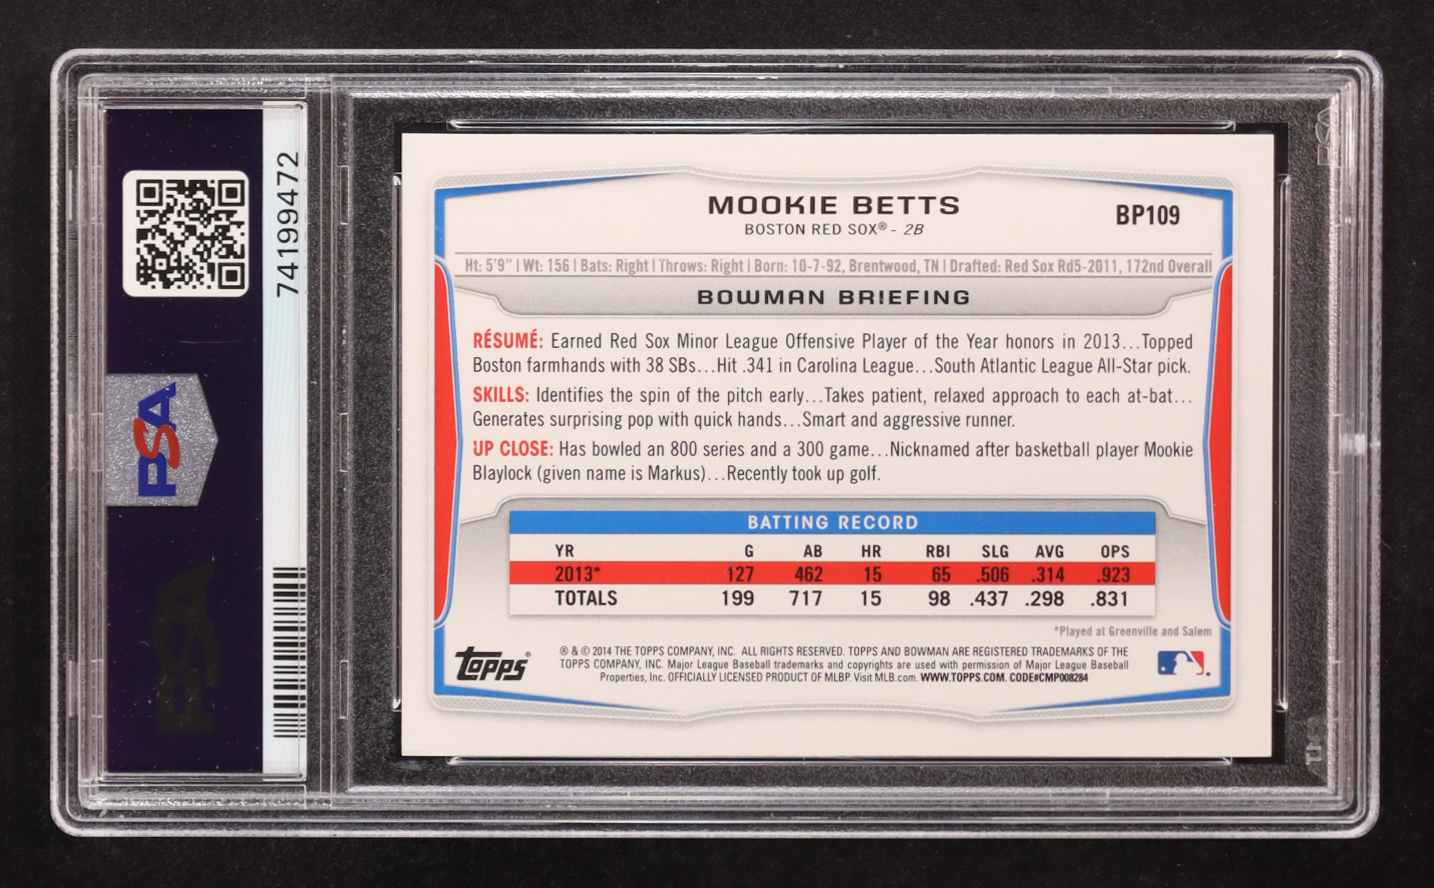 74199472
PSA
PSA
MOOKIE BETTS
BOSTON RED SOX® - 2B
BP109
Ht: 5'9" | Wt: 156 | Bats: Right | Throws: Right | Born: 10-7-92, Brentwood, TN | Drafted: Red Sox Rd5-2011, 172nd Overall
BOWMAN BRIEFING
RÉSUMÉ: Earned Red Sox Minor League Offensive Player of the Year honors in 2013...Topped
Boston farmhands with 38 SBs...Hit .341 in Carolina League...South Atlantic League All-Star pick.
SKILLS: Identifies the spin of the pitch early...Takes patient, relaxed approach to each at-bat...
Generates surprising pop with quick hands...Smart and aggressive runner.
UP CLOSE: Has bowled an 800 series and a 300 game...Nicknamed after basketball player Mookie
Blaylock (given name is Markus)...Recently took up golf.
BATTING RECORD
YR G AB HR RBI SLG AVG OPS
2013* 127 462 15 65 .506 .314 .923
TOTALS 199 717 15 98 .437 .298 .831
*Played at Greenville and Salem
Topps®
® & © 2014 THE TOPPS COMPANY, INC. ALL RIGHTS RESERVED. TOPPS AND BOWMAN ARE REGISTERED TRADEMARKS OF THE
TOPPS COMPANY, INC. Major League Baseball trademarks and copyrights are used with permission of Major League Baseball
Properties, Inc. OFFICIALLY LICENSED PRODUCT OF MLBP. Visit MLB.com. WWW.TOPPS.COM. CODE#CMP008284
PSA